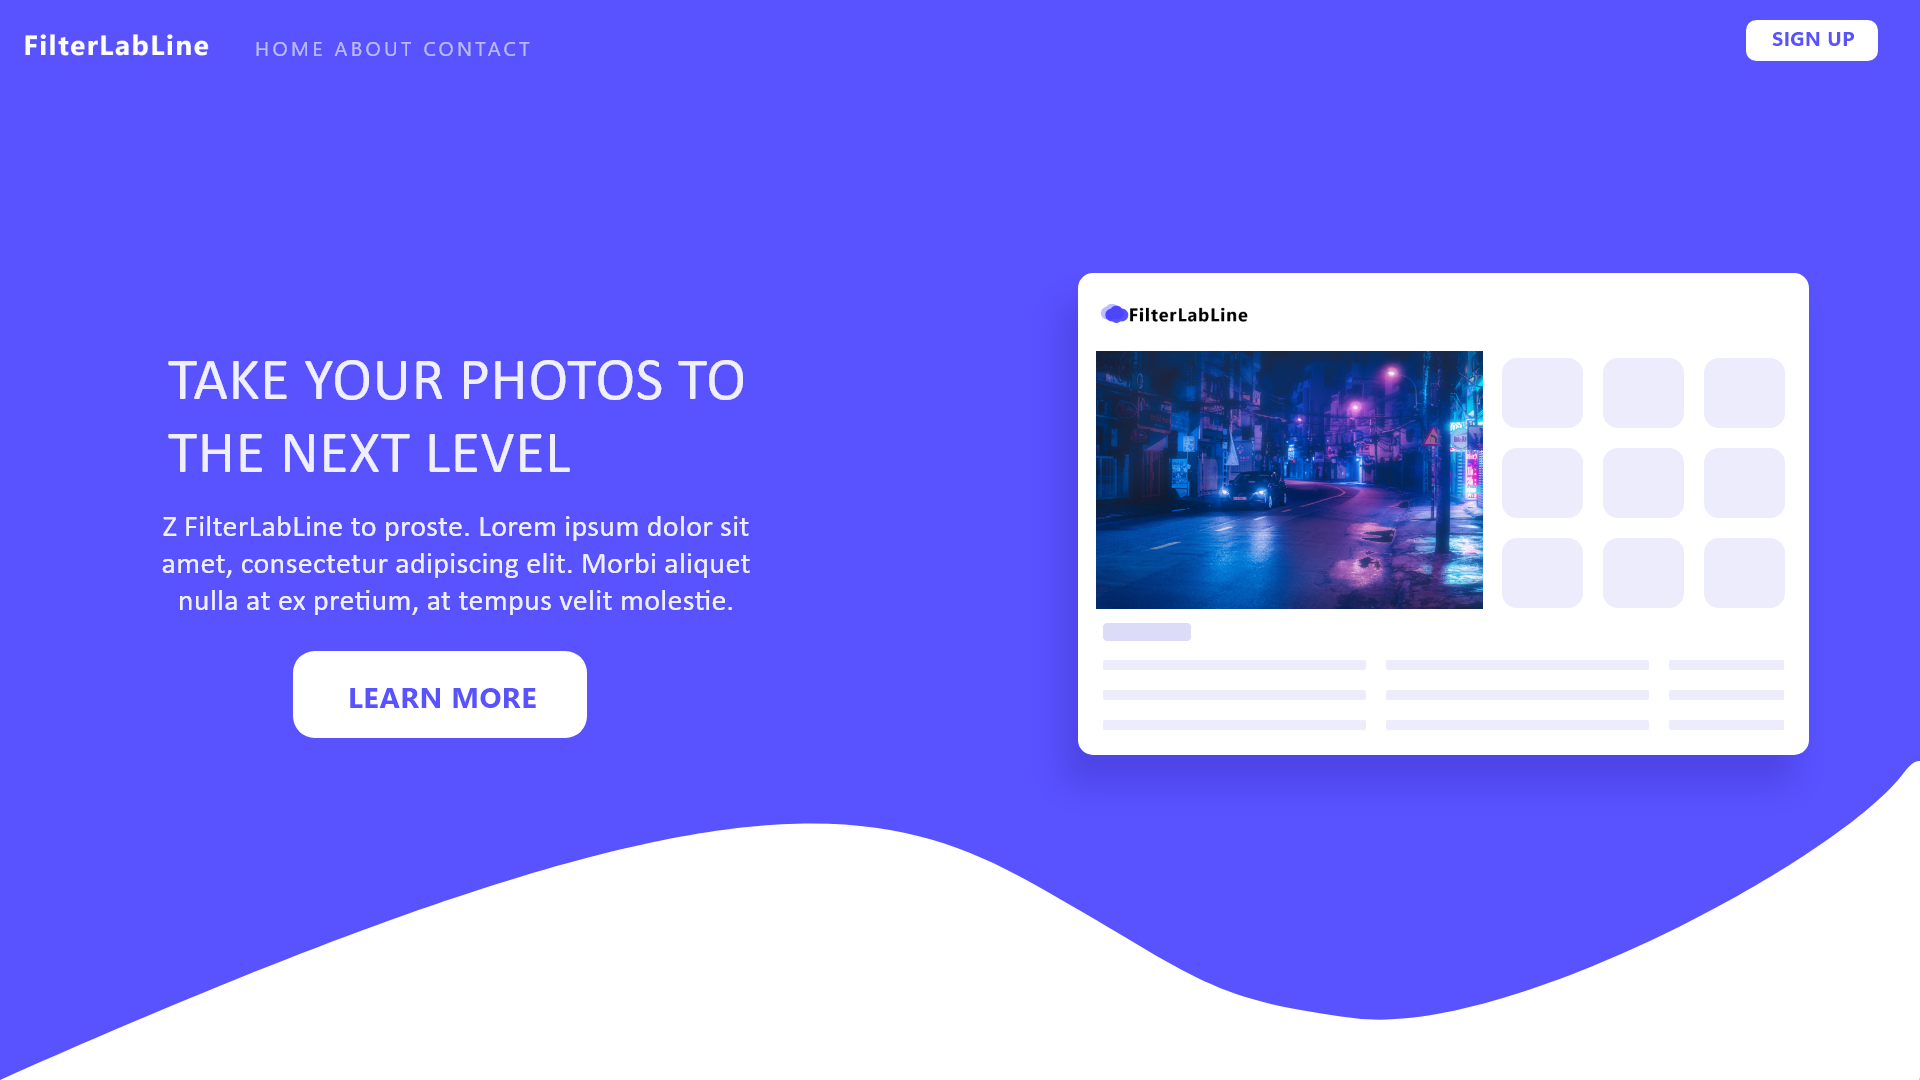 FilterLabLine
HOME ABOUT CONTACT
SIGN UP
TAKE YOUR PHOTOS TO
THE NEXT LEVEL
Z FilterLabLine to proste. Lorem ipsum dolor sit
amet, consectetur adipiscing elit. Morbi aliquet
nulla at ex pretium, at tempus velit molestie.
LEARN MORE
FilterLabLine